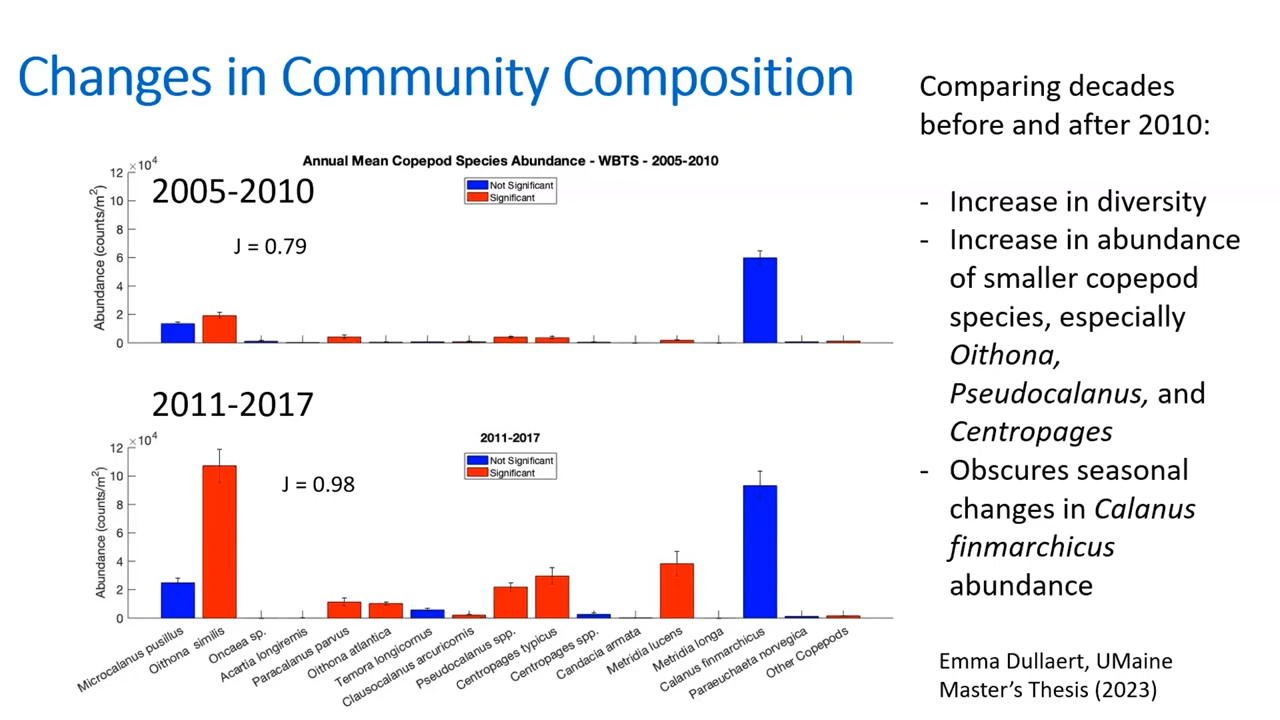 Changes in Community Composition
Annual Mean Copepod Species Abundance - WBTS - 2005-2010
×10⁴
2005-2010
J = 0.79
Not Significant
Significant
Abundance (counts/m²)
12
10
8
6
4
2
0
2011-2017
2011-2017
×10⁴
J = 0.98
Not Significant
Significant
Abundance (counts/m²)
12
10
8
6
4
2
0
Microcalanus pusillus
Oithona similis
Oncaea sp.
Acartia longiremis
Paracalanus parvus
Oithona atlantica
Temora longicornus
Clausocalanus arcuricornis
Pseudocalanus spp.
Centropages typicus
Centropages spp.
Candacia armata
Metridia lucens
Metridia longa
Calanus finmarchicus
Paraeuchaeta norvegica
Other Copepods
Comparing decades
before and after 2010:
- Increase in diversity
- Increase in abundance
of smaller copepod
species, especially
Oithona,
Pseudocalanus, and
Centropages
- Obscures seasonal
changes in Calanus
finmarchicus
abundance
Emma Dullaert, UMaine
Master's Thesis (2023)